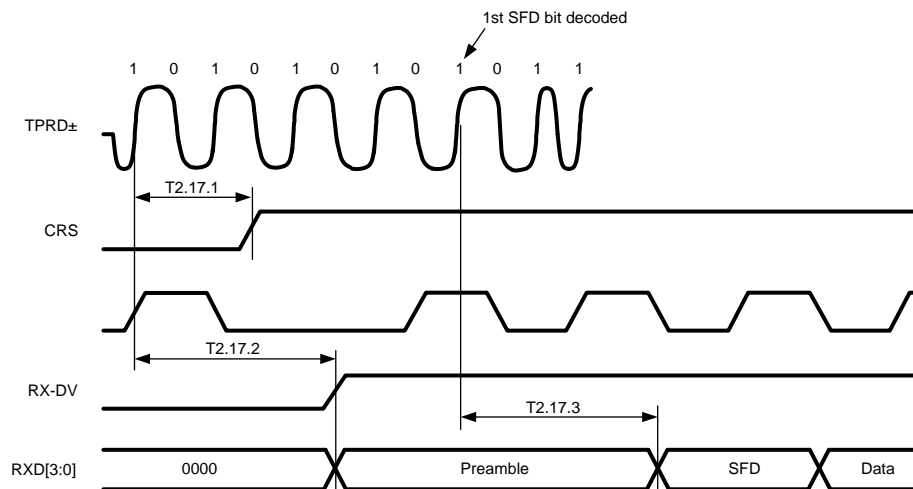 1st SFD bit decoded
1 0 1 0 1 0 1 0 1 0 1 1
TPRD±
T2.17.1
CRS
T2.17.2
RX-DV
T2.17.3
RXD[3:0] 0000 Preamble SFD Data